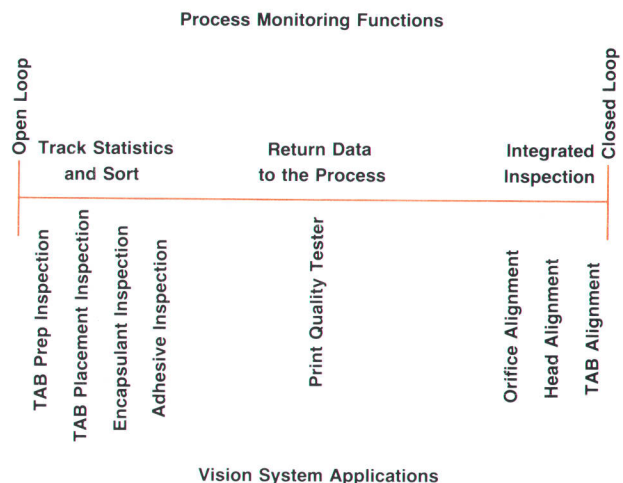 Process Monitoring Functions
Open Loop
Closed Loop
Track Statistics
and Sort
Return Data
to the Process
Integrated
Inspection
TAB Prep Inspection
TAB Placement Inspection
Encapsulant Inspection
Adhesive Inspection
Print Quality Tester
Orifice Alignment
Head Alignment
TAB Alignment
Vision System Applications